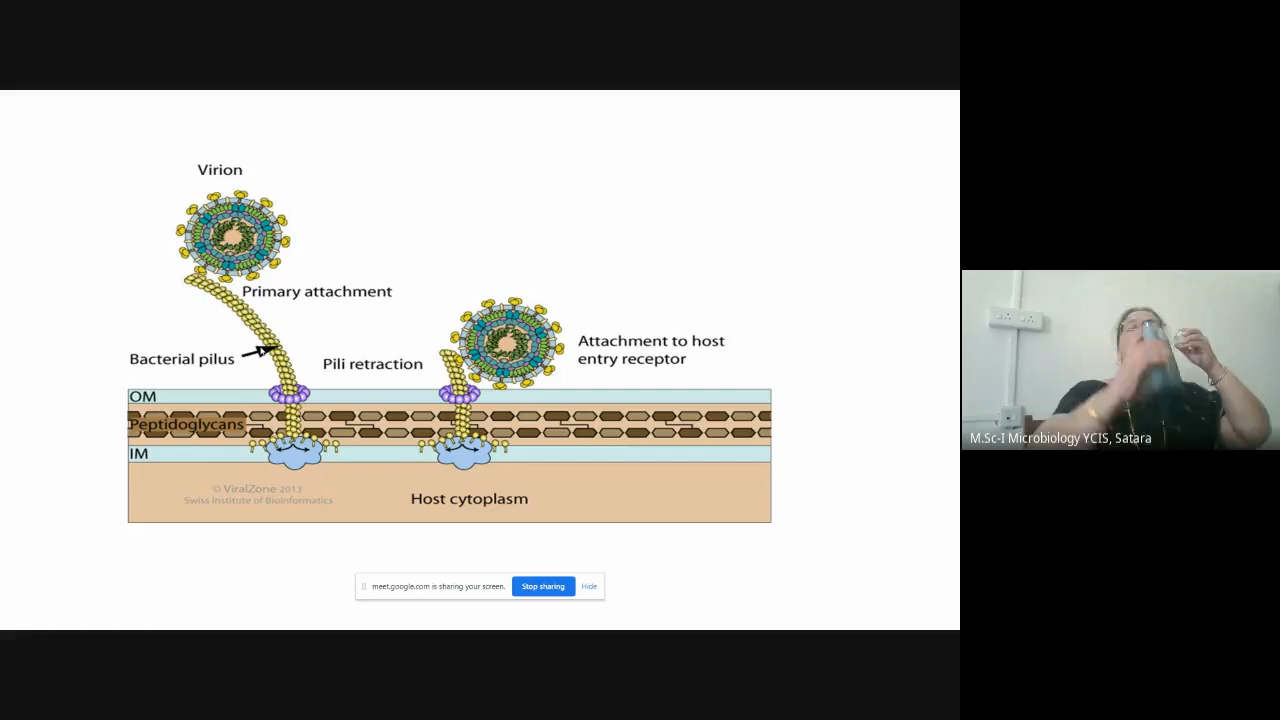 Virion
Primary attachment
Bacterial pilus
Pili retraction
Attachment to host
entry receptor
OM
Peptidoglycans
IM
© ViralZone 2013
Swiss Institute of Bioinformatics
Host cytoplasm
M.Sc-I Microbiology YCIS, Satara
meet.google.com is sharing your screen.
Stop sharing
Hide